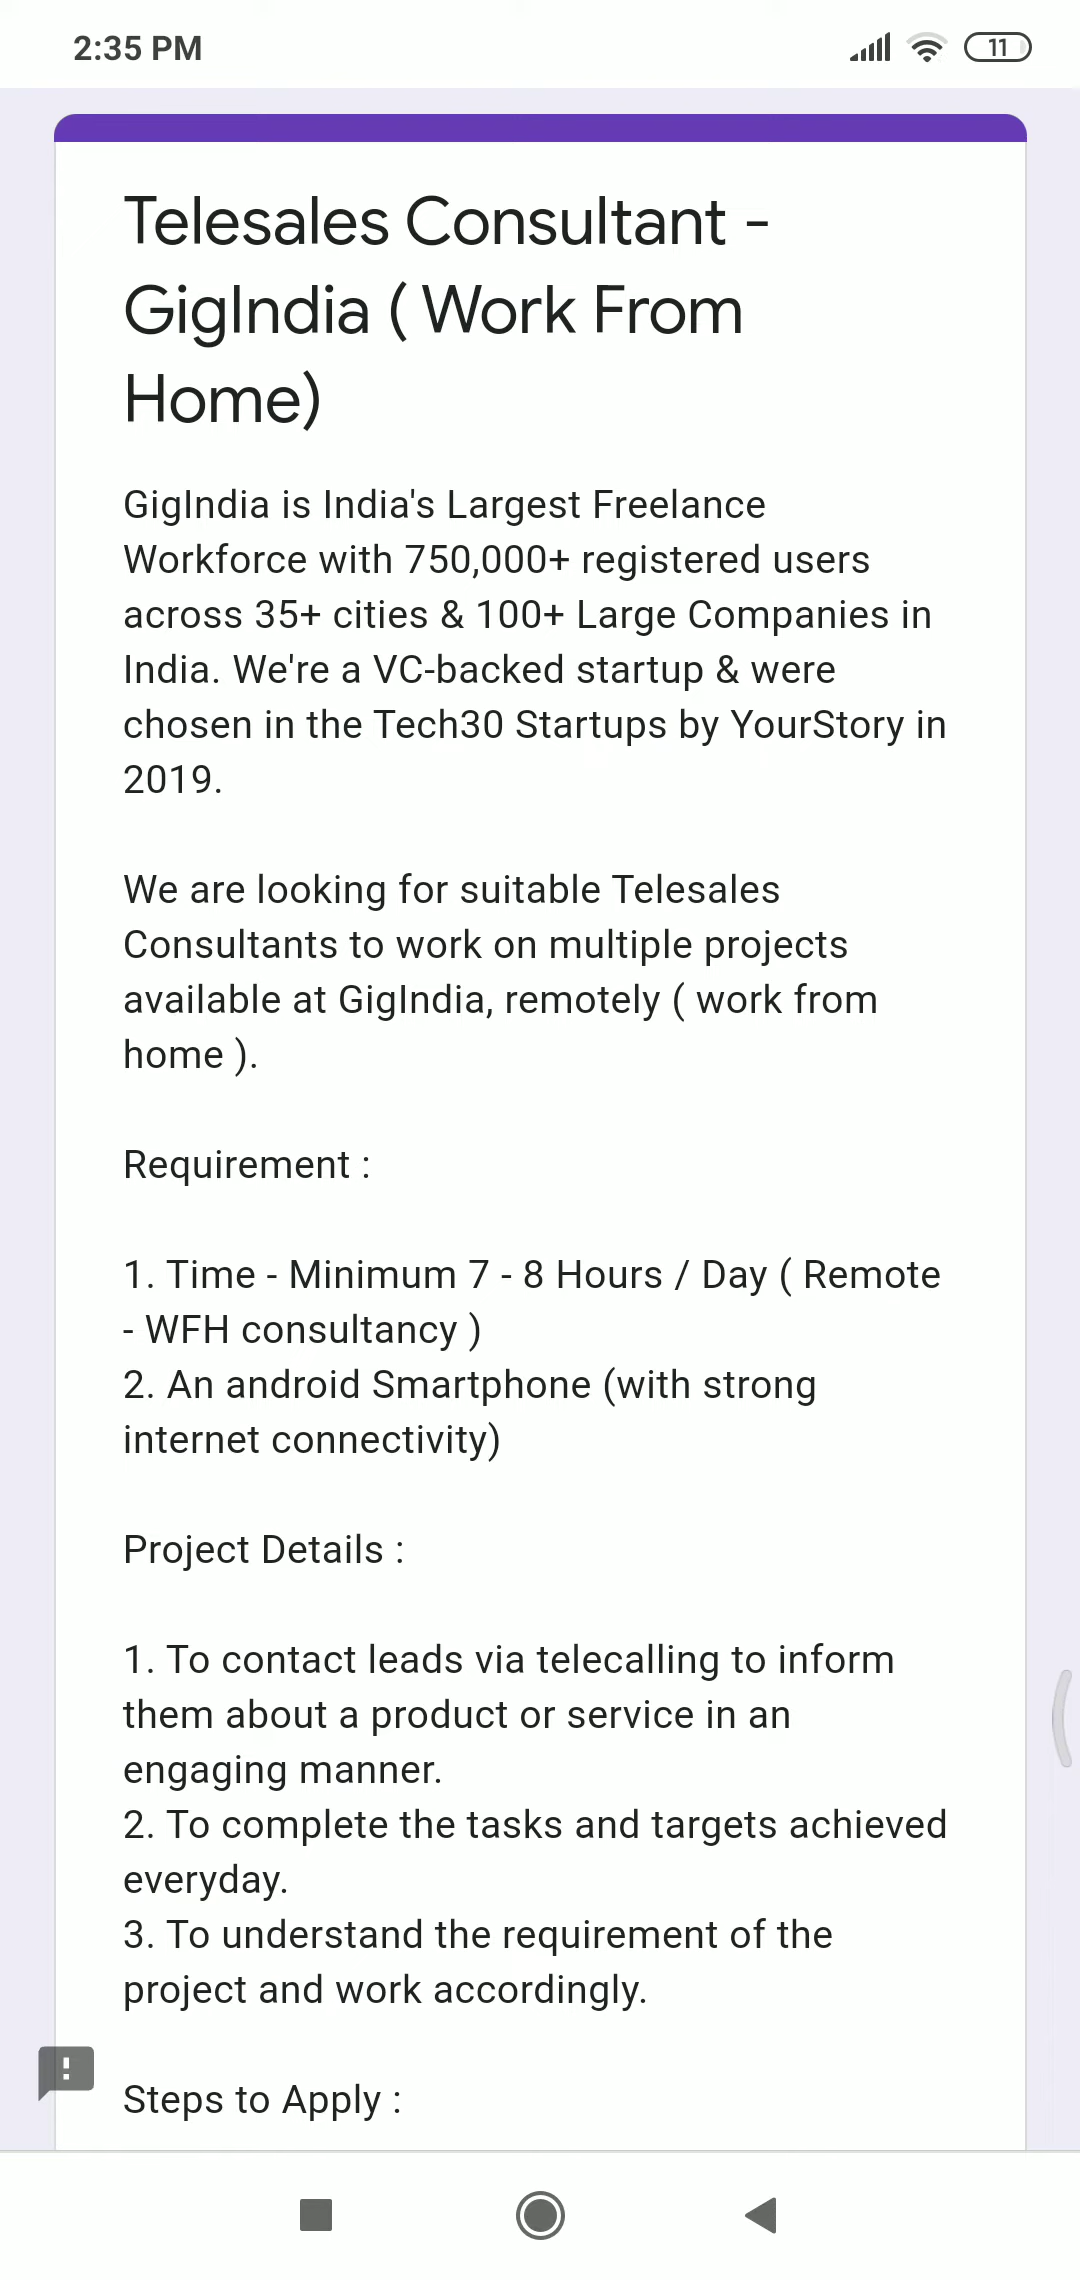 2:35 PM
11
Telesales Consultant -
GigIndia ( Work From
Home)
GigIndia is India's Largest Freelance
Workforce with 750,000+ registered users
across 35+ cities & 100+ Large Companies in
India. We're a VC-backed startup & were
chosen in the Tech30 Startups by YourStory in
2019.
We are looking for suitable Telesales
Consultants to work on multiple projects
available at GigIndia, remotely ( work from
home ).
Requirement :
1. Time - Minimum 7 - 8 Hours / Day ( Remote
- WFH consultancy )
2. An android Smartphone (with strong
internet connectivity)
Project Details :
1. To contact leads via telecalling to inform
them about a product or service in an
engaging manner.
2. To complete the tasks and targets achieved
everyday.
3. To understand the requirement of the
project and work accordingly.
Steps to Apply :